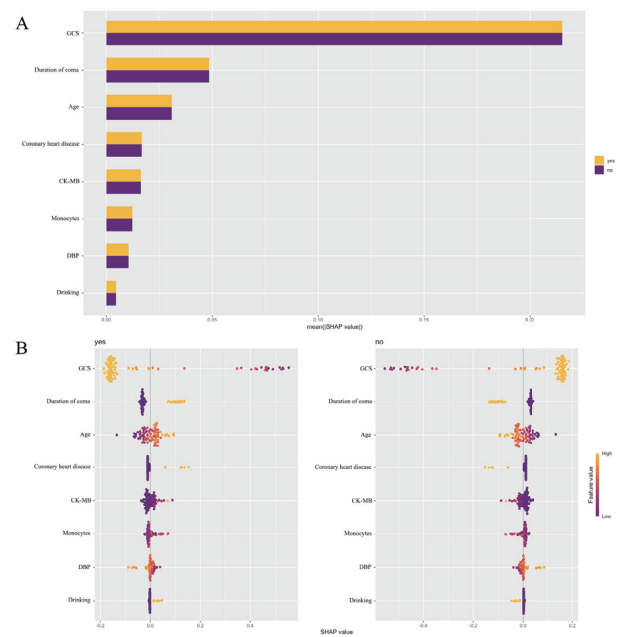 A
GCS
Duration of coma
Age
Coronary heart disease
CK-MB
Monocytes
DBP
Drinking
0.00 0.05 0.10 0.15 0.20
mean(|SHAP value|)
yes
no
B
yes no
GCS GCS
Duration of coma Duration of coma
Age Age
Coronary heart disease Coronary heart disease
CK-MB CK-MB
Monocytes Monocytes
DBP DBP
Drinking Drinking
-0.2 0.0 0.2 0.4 0.6 -0.6 -0.4 -0.2 0.0 0.2
SHAP value
High
Feature value
Low